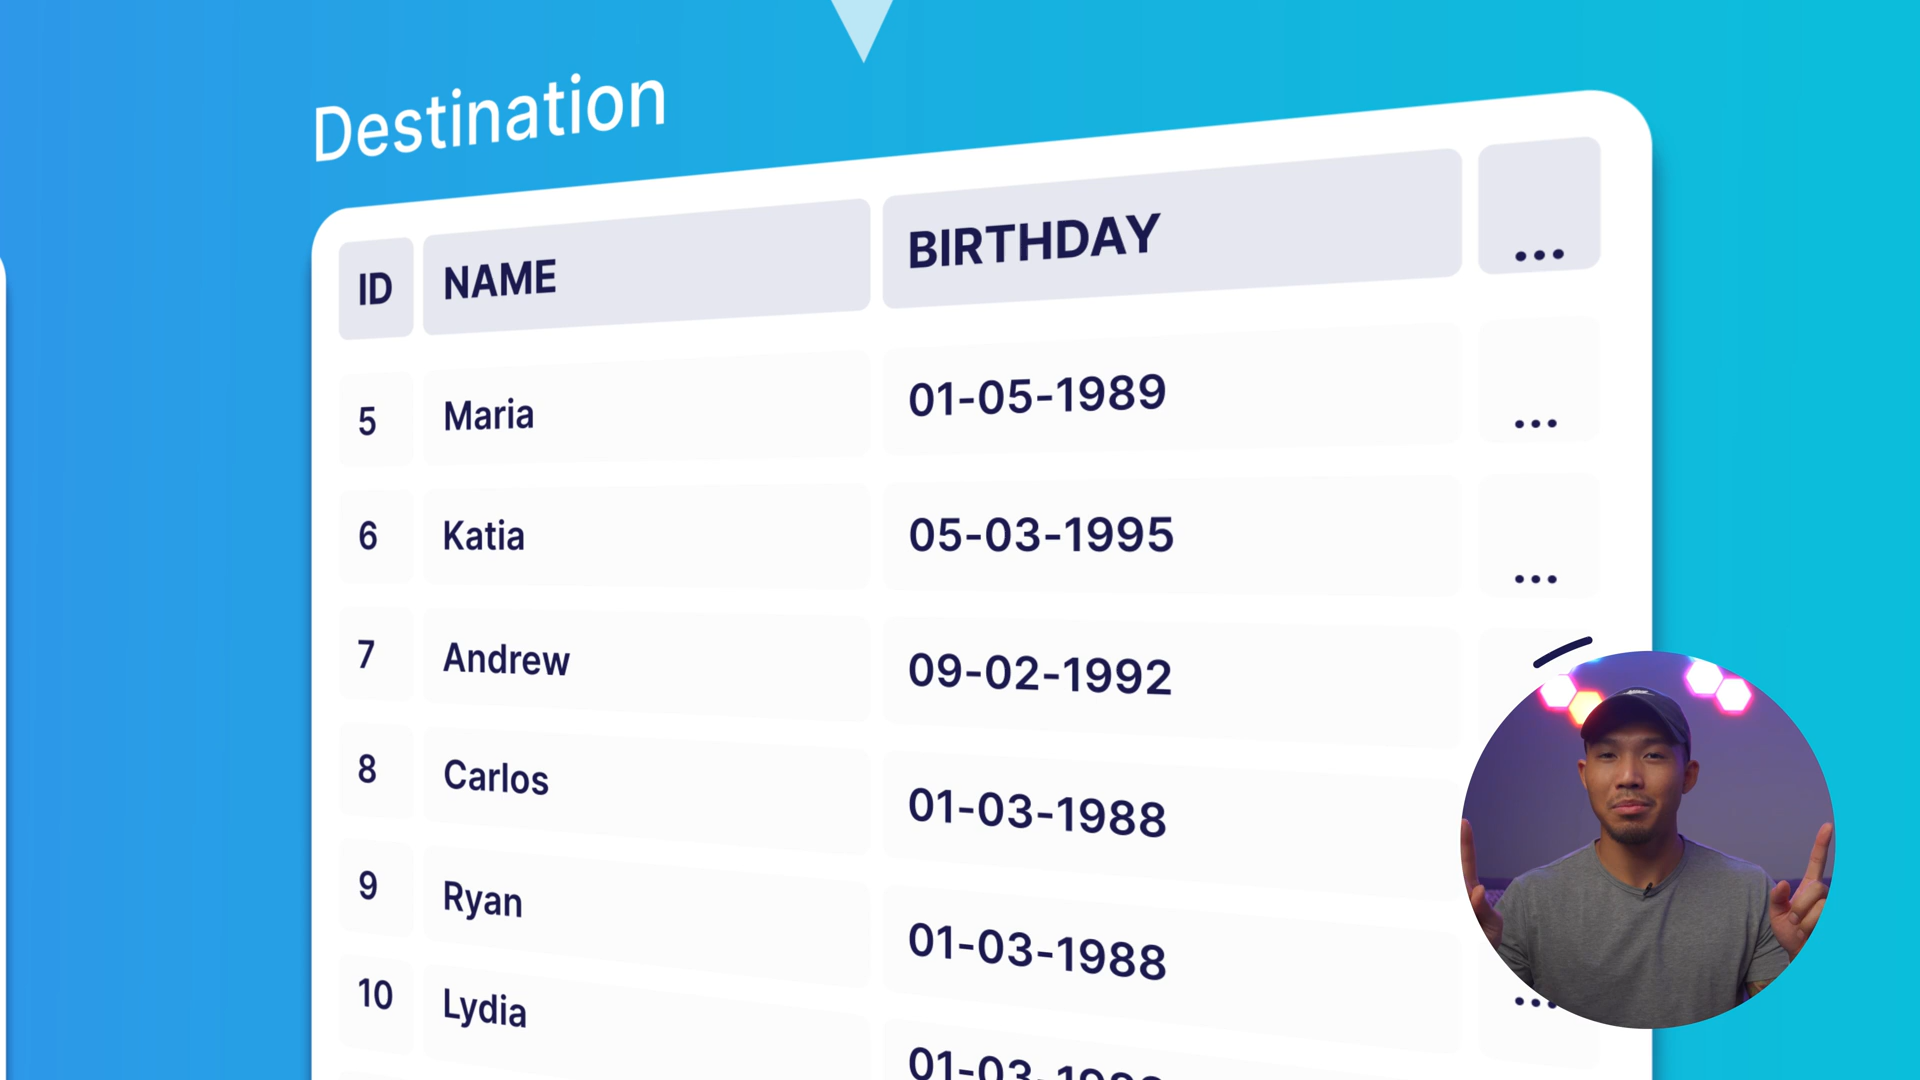 Destination
ID NAME BIRTHDAY ...
5 Maria 01-05-1989 ...
6 Katia 05-03-1995 ...
7 Andrew 09-02-1992
8 Carlos 01-03-1988
9 Ryan 01-03-1988
10 Lydia ...